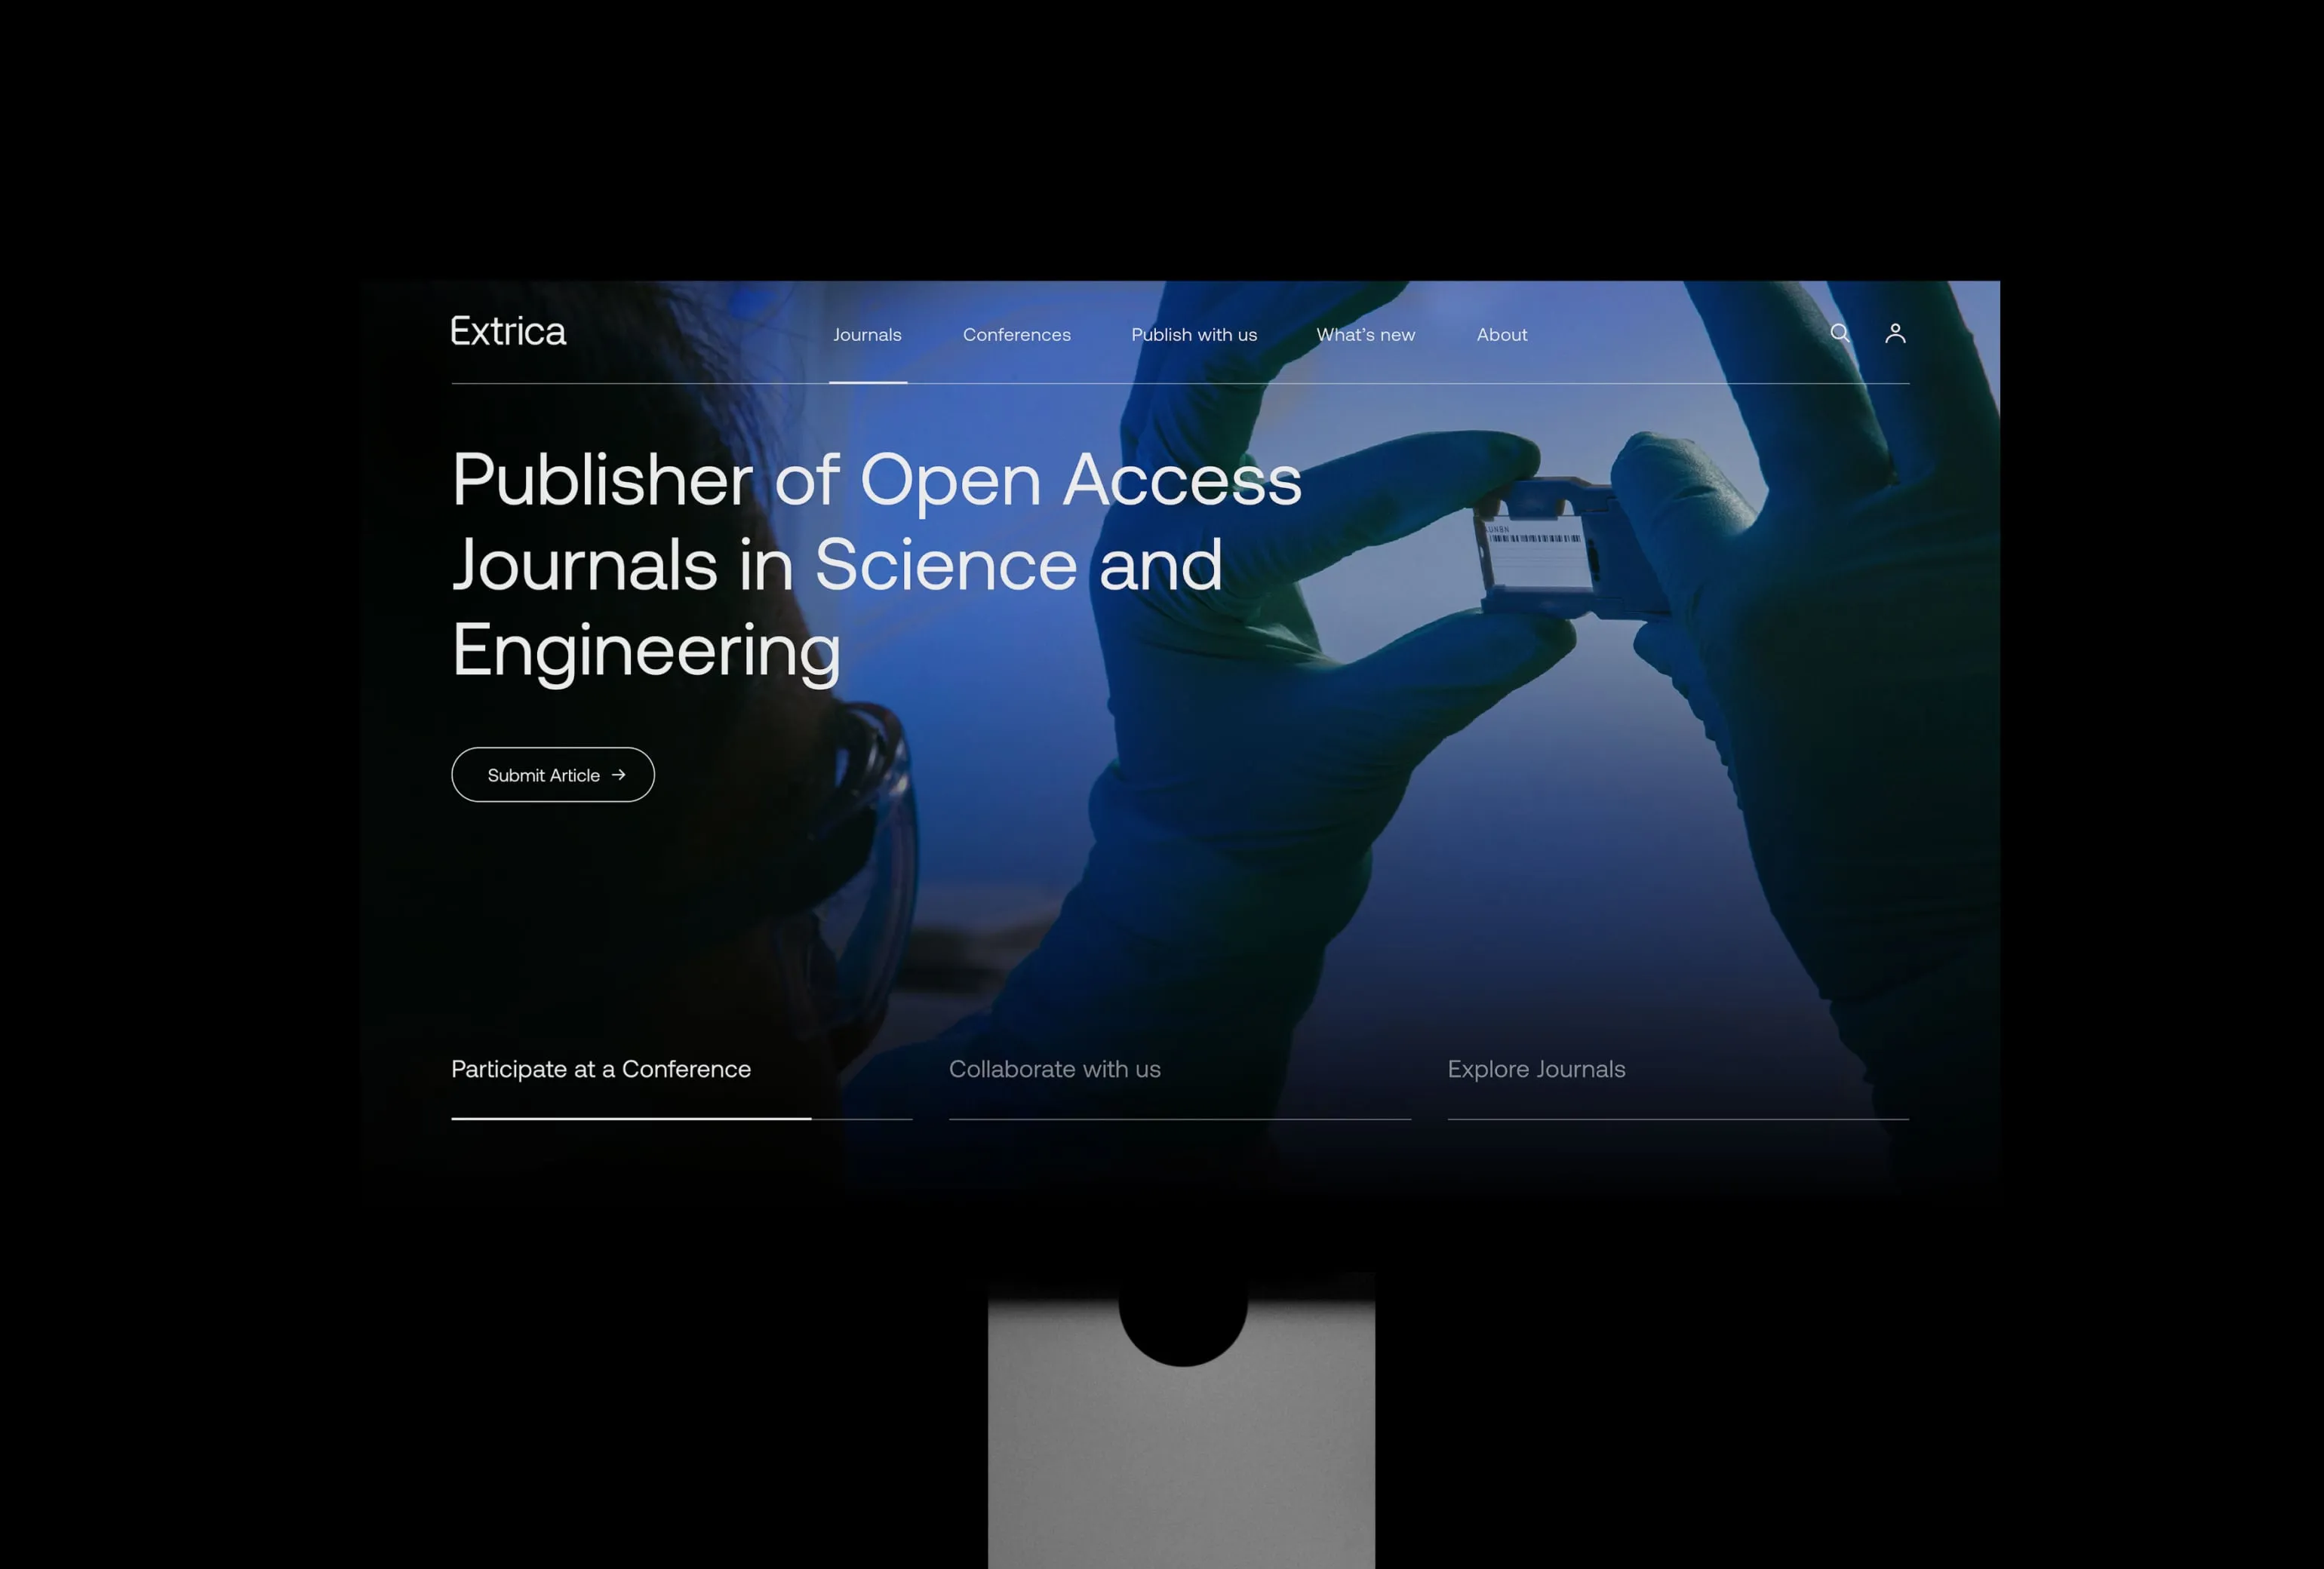 Extrica
Journals
Conferences
Publish with us
What's new
About
Publisher of Open Access
Journals in Science and
Engineering
Submit Article →
Participate at a Conference
Collaborate with us
Explore Journals